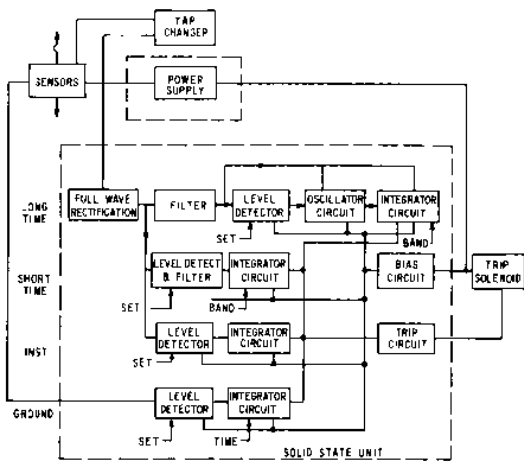 TAP
CHANGER
SENSORS
POWER
SUPPLY
LONG
TIME
FULL WAVE
RECTIFICATION
FILTER
LEVEL
DETECTOR
OSCILLATOR
CIRCUIT
INTEGRATOR
CIRCUIT
SET
BAND
SHORT
TIME
LEVEL DETECT
& FILTER
INTEGRATOR
CIRCUIT
BIAS
CIRCUIT
TRIP
SOLENOID
SET
BAND
INST
LEVEL
DETECTOR
INTEGRATOR
CIRCUIT
TRIP
CIRCUIT
SET
GROUND
LEVEL
DETECTOR
INTEGRATOR
CIRCUIT
SET
TIME
SOLID STATE UNIT